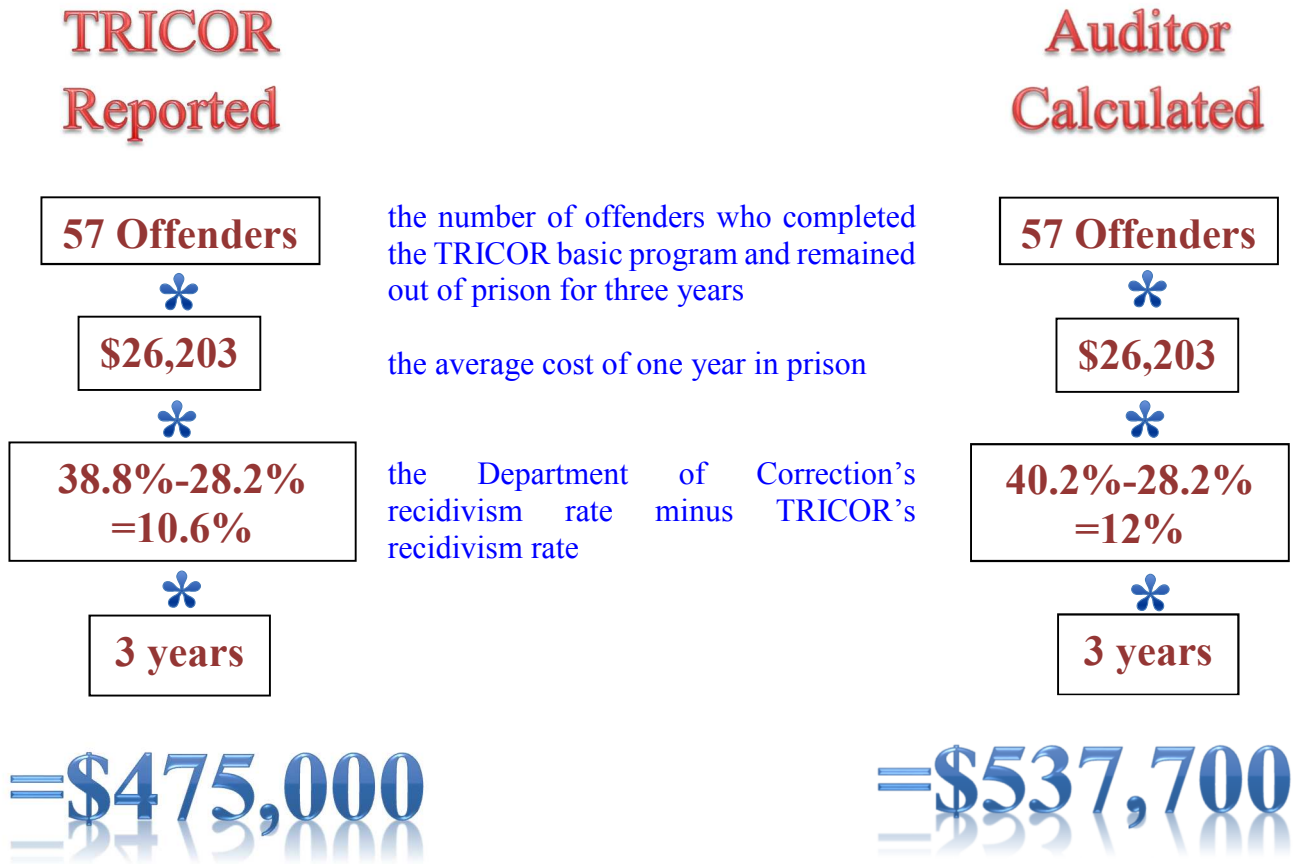 TRICOR
Reported
Auditor
Calculated
57 Offenders
*
$26,203
*
38.8%-28.2%
=10.6%
*
3 years
=$475,000
the number of offenders who completed
the TRICOR basic program and remained
out of prison for three years
the average cost of one year in prison
the Department of Correction’s
recidivism rate minus TRICOR’s
recidivism rate
57 Offenders
*
$26,203
*
40.2%-28.2%
=12%
*
3 years
=$537,700